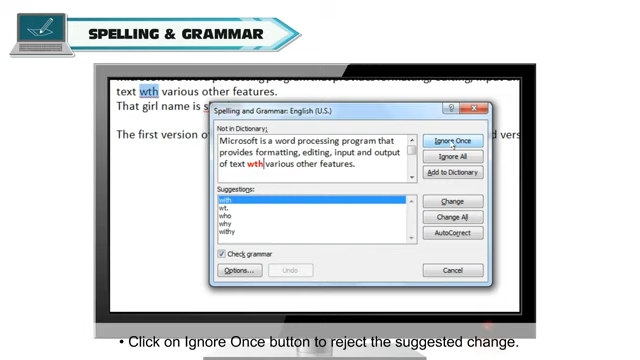 SPELLING & GRAMMAR
text wth various other features.
That girl name is
The first version of
Spelling and Grammar: English (U.S.)
Not in Dictionary:
Microsoft is a word processing program that
provides formatting, editing, input and output
of text wth various other features.
Ignore Once
Ignore All
Add to Dictionary
Suggestions:
with
wt.
who
why
withy
Change
Change All
AutoCorrect
Check grammar
Options...
Undo
Cancel
• Click on Ignore Once button to reject the suggested change.